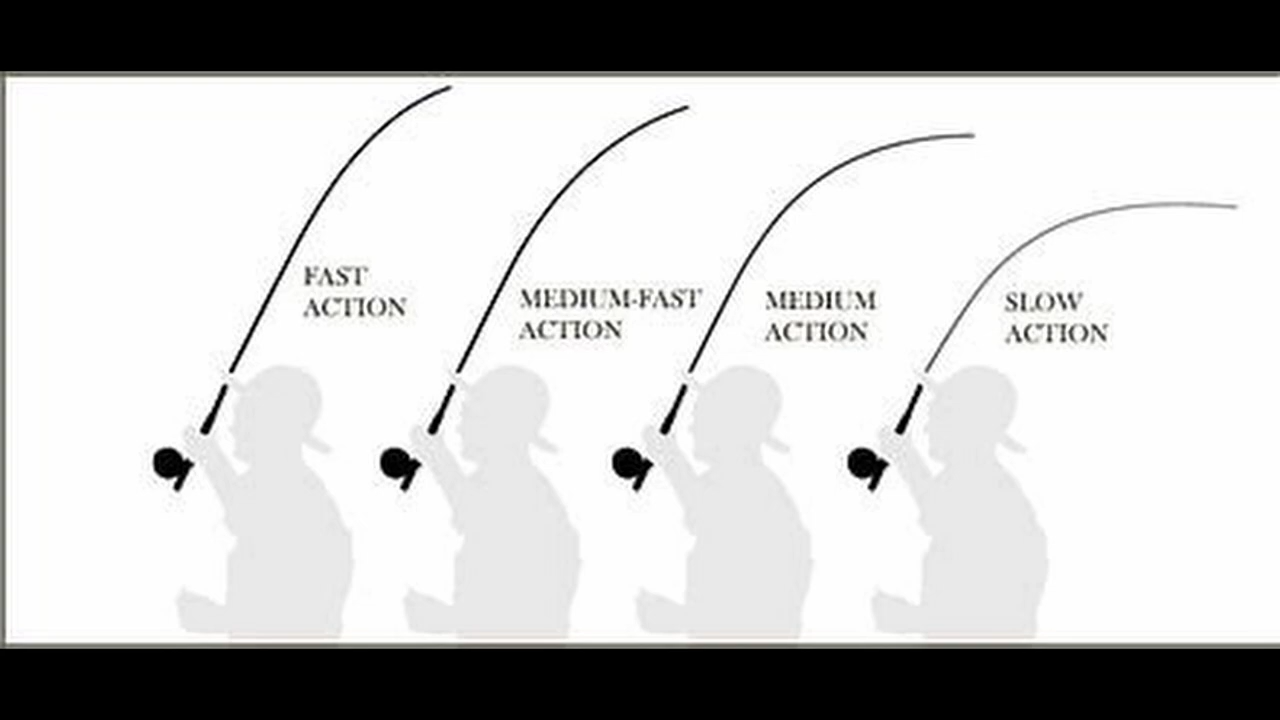 FAST
ACTION
MEDIUM-FAST
ACTION
MEDIUM
ACTION
SLOW
ACTION